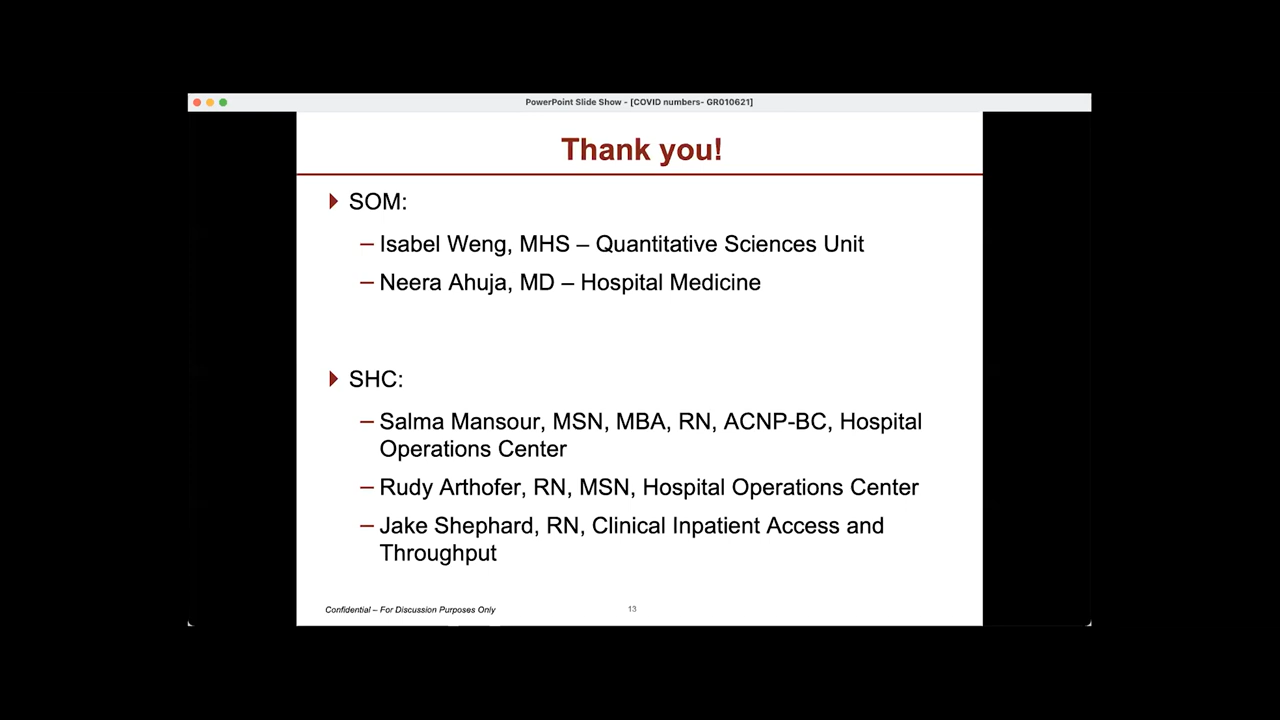 PowerPoint Slide Show - [COVID numbers- GR010621]
Thank you!
SOM:
– Isabel Weng, MHS – Quantitative Sciences Unit
– Neera Ahuja, MD – Hospital Medicine
SHC:
– Salma Mansour, MSN, MBA, RN, ACNP-BC, Hospital
Operations Center
– Rudy Arthofer, RN, MSN, Hospital Operations Center
– Jake Shephard, RN, Clinical Inpatient Access and
Throughput
Confidential – For Discussion Purposes Only
13